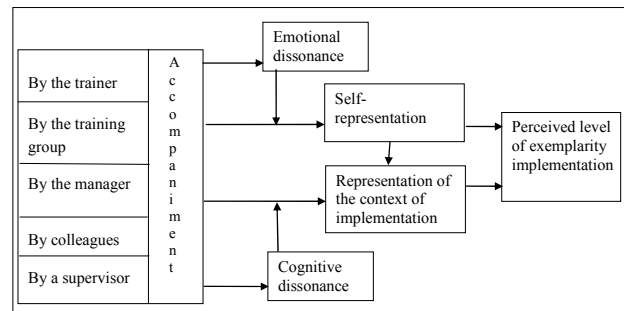 By the trainer
By the training
group
By the manager
By colleagues
By a supervisor
Accompaniment
Emotional
dissonance
Self-
representation
Representation of
the context of
implementation
Cognitive
dissonance
Perceived level
of exemplarity
implementation